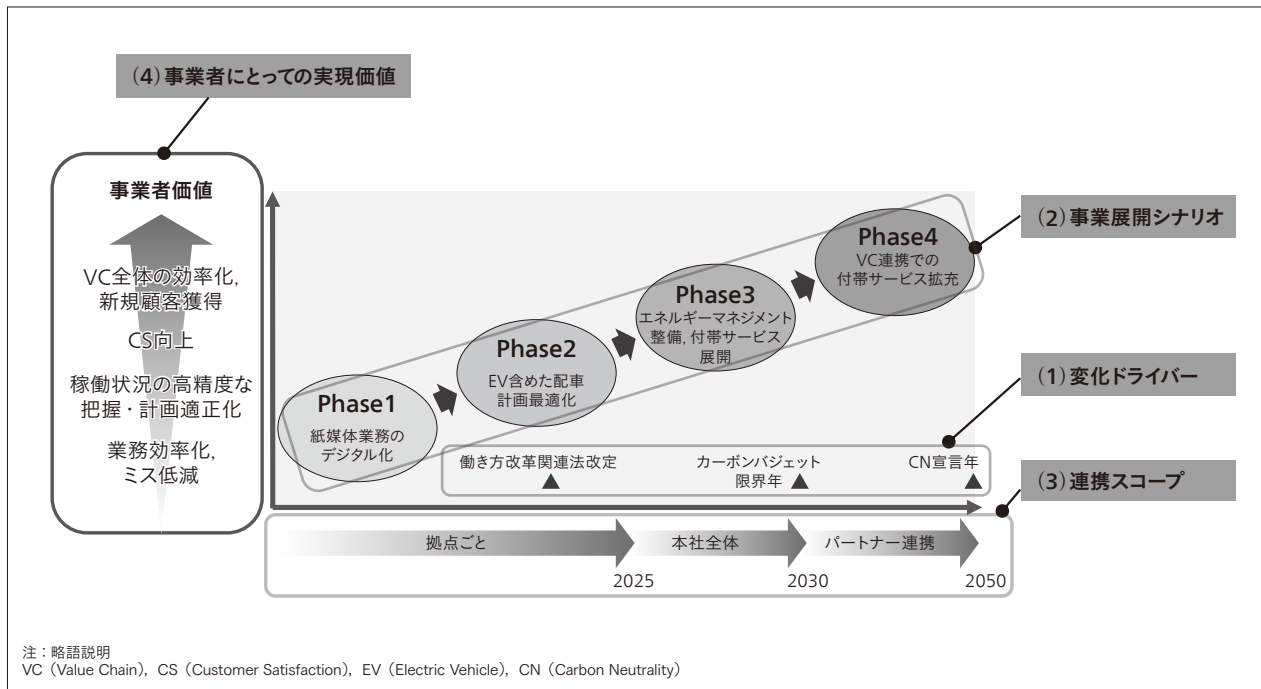 (4)事業者にとっての実現価値
事業者価値
VC全体の効率化,
新規顧客獲得
CS向上
稼働状況の高精度な
把握・計画適正化
業務効率化,
ミス低減
Phase1
紙媒体業務の
デジタル化
Phase2
EV含めた配車
計画最適化
Phase3
エネルギーマネジメント
整備, 付帯サービス
展開
Phase4
VC連携での
付帯サービス拡充
(2)事業展開シナリオ
(1)変化ドライバー
働き方改革関連法改定
カーボンバジェット
限界年
CN宣言年
(3)連携スコープ
拠点ごと
本社全体
パートナー連携
2025
2030
2050
注:略語説明
VC(Value Chain), CS(Customer Satisfaction), EV(Electric Vehicle), CN(Carbon Neutrality)